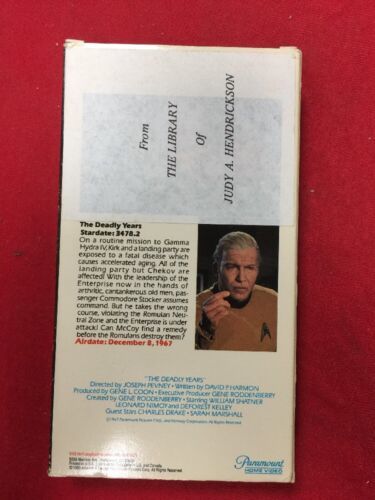 From
THE LIBRARY
Of
JUDY A. HENDRICKSON
The Deadly Years
Stardate: 3478.2
On a routine mission to Gamma
Hydra IV, Kirk and a landing party are
exposed to a fatal disease which
causes accelerated aging. All of the
landing party but Chekov are
affected! With the leadership of the
Enterprise now in the hands of
arthritic, cantankerous old men, pas-
senger Commodore Stocker assumes
command. But he takes the wrong
course, violating the Romulan Neu-
tral Zone and the Enterprise is under
attack! Can McCoy find a remedy
before the Romulans destroy them?
Airdate: December 8, 1967
"THE DEADLY YEARS"
Directed by JOSEPH PEVNEY • Written by DAVID P. HARMON
Produced by GENE L. COON • Executive Producer GENE RODDENBERRY
Created by GENE RODDENBERRY • Starring WILLIAM SHATNER
LEONARD NIMOY and DEFOREST KELLEY
Guest Stars CHARLES DRAKE • SARAH MARSHALL
Paramount
HOME VIDEO
All Rights Reserved.